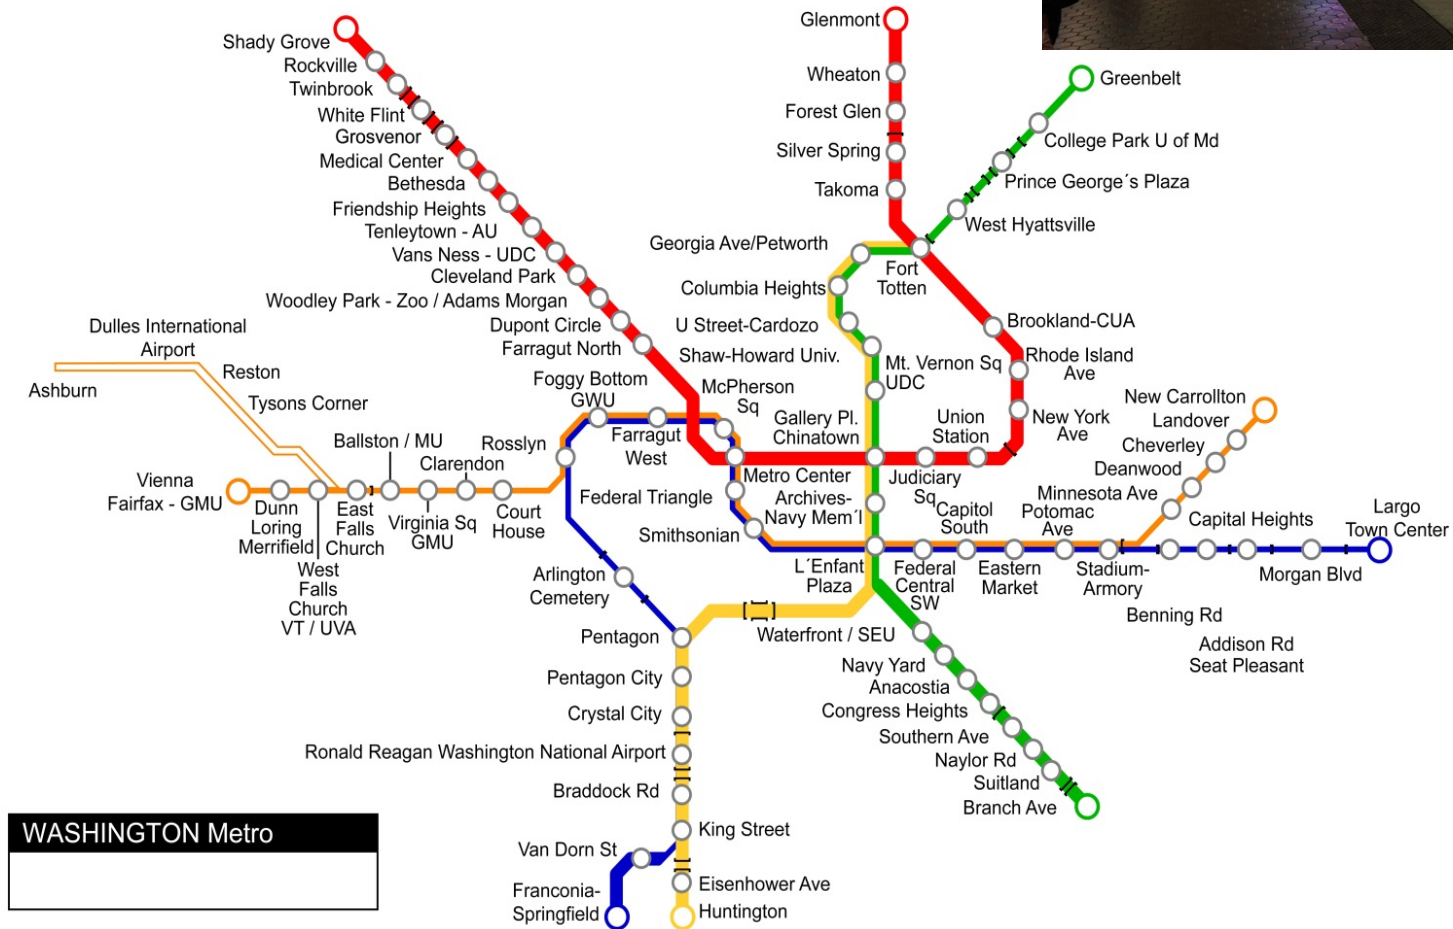 Shady Grove
Rockville
Twinbrook
White Flint
Grosvenor
Medical Center
Bethesda
Friendship Heights
Tenleytown - AU
Vans Ness - UDC
Cleveland Park
Woodley Park - Zoo / Adams Morgan
Dupont Circle
Farragut North
Glenmont
Wheaton
Forest Glen
Silver Spring
Takoma
Greenbelt
College Park U of Md
Prince George´s Plaza
West Hyattsville
Georgia Ave/Petworth
Fort
Totten
Columbia Heights
U Street-Cardozo
Shaw-Howard Univ.
Mt. Vernon Sq
UDC
Brookland-CUA
Rhode Island
Ave
New York
Ave
Union
Station
Judiciary
Sq
Gallery Pl.
Chinatown
McPherson
Sq
Metro Center
Foggy Bottom
GWU
Farragut
West
Federal Triangle
Smithsonian
Archives-
Navy Mem´l
L´Enfant
Plaza
Dulles International
Airport
Ashburn
Reston
Tysons Corner
Vienna
Fairfax - GMU
Dunn
Loring
Merrifield
West
Falls
Church
VT / UVA
East
Falls
Church
Ballston / MU
Virginia Sq
GMU
Clarendon
Court
House
Rosslyn
Federal
Central
SW
Capitol
South
Eastern
Market
Potomac
Ave
Stadium-
Armory
Minnesota Ave
Deanwood
Cheverley
Landover
New Carrollton
Benning Rd
Capital Heights
Addison Rd
Seat Pleasant
Morgan Blvd
Largo
Town Center
Arlington
Cemetery
Pentagon
Pentagon City
Crystal City
Ronald Reagan Washington National Airport
Braddock Rd
King Street
Van Dorn St
Franconia-
Springfield
Eisenhower Ave
Huntington
Waterfront / SEU
Navy Yard
Anacostia
Congress Heights
Southern Ave
Naylor Rd
Suitland
Branch Ave
WASHINGTON Metro